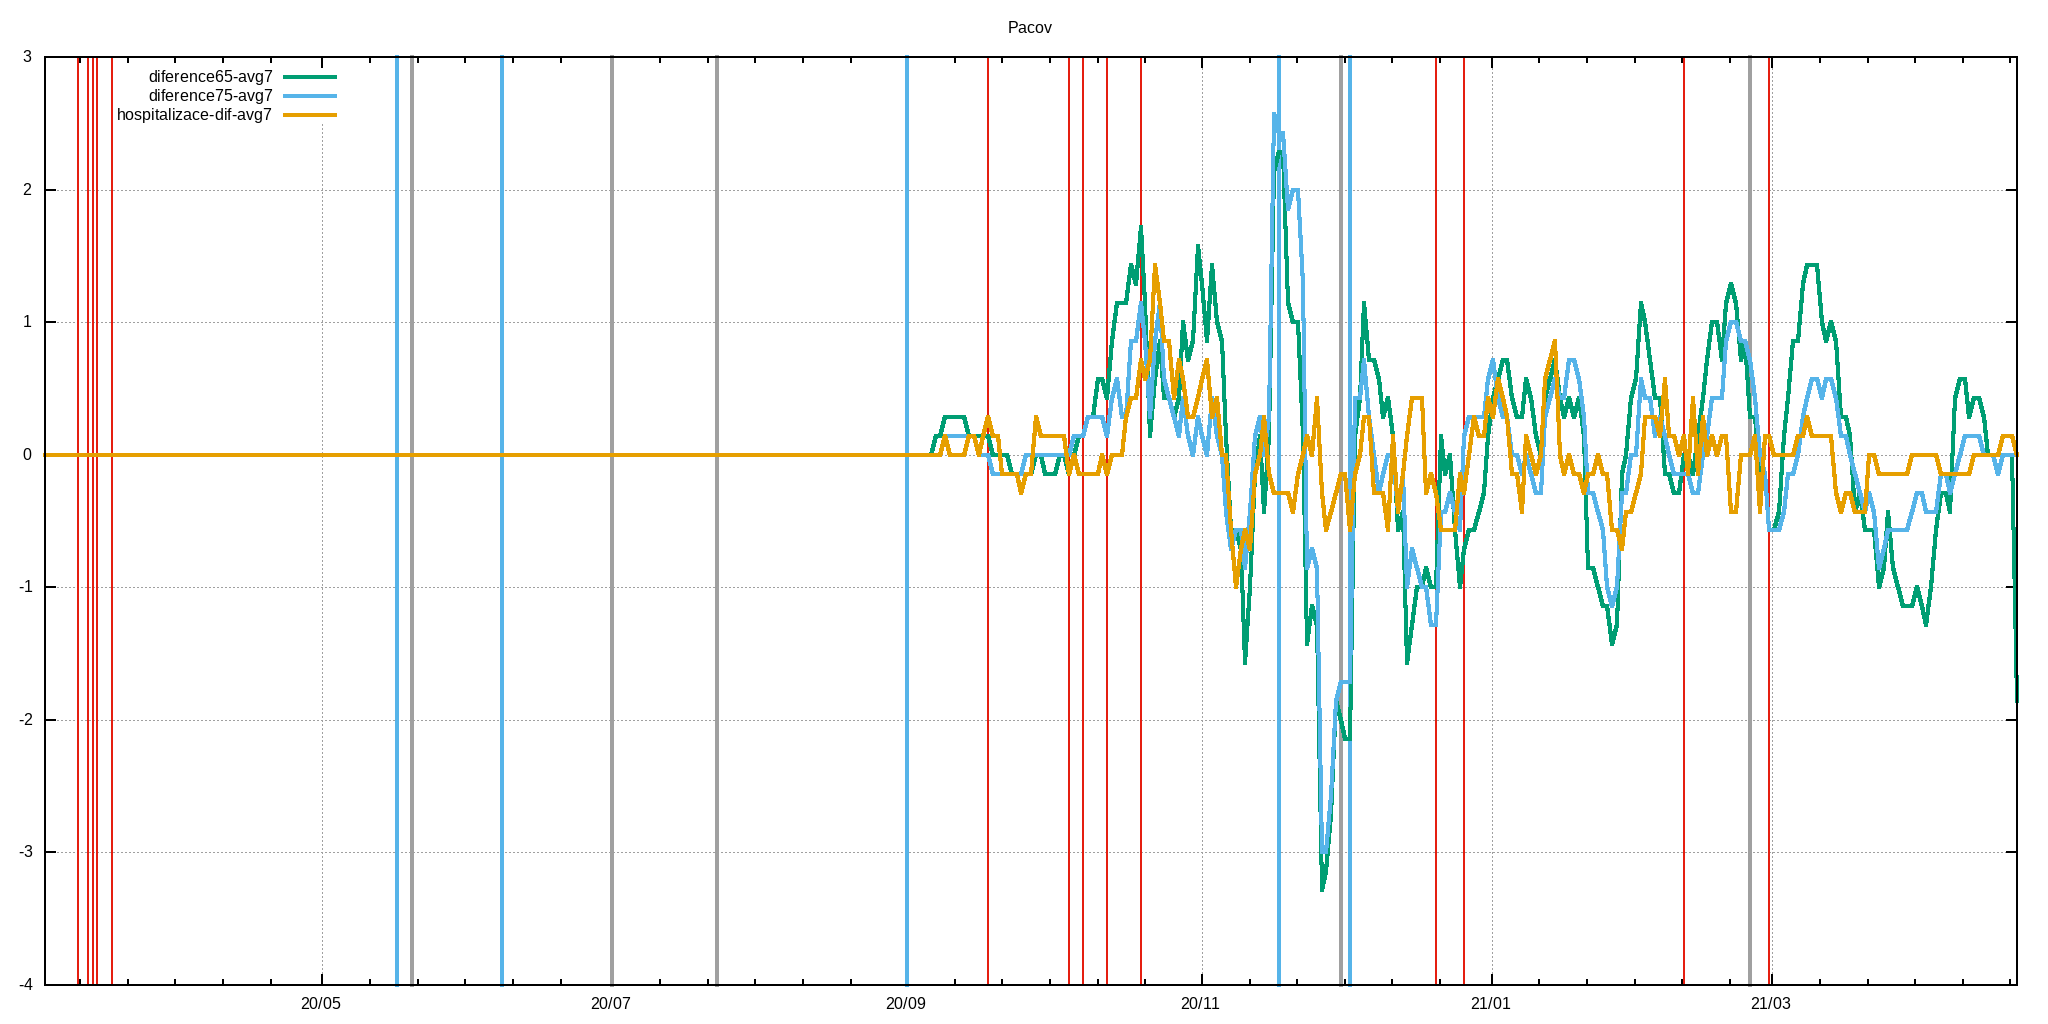 Pacov
3
diference65-avg7
diference75-avg7
hospitalizace-dif-avg7
2
1
0
-1
-2
-3
-4
20/05 20/07 20/09 20/11 21/01 21/03